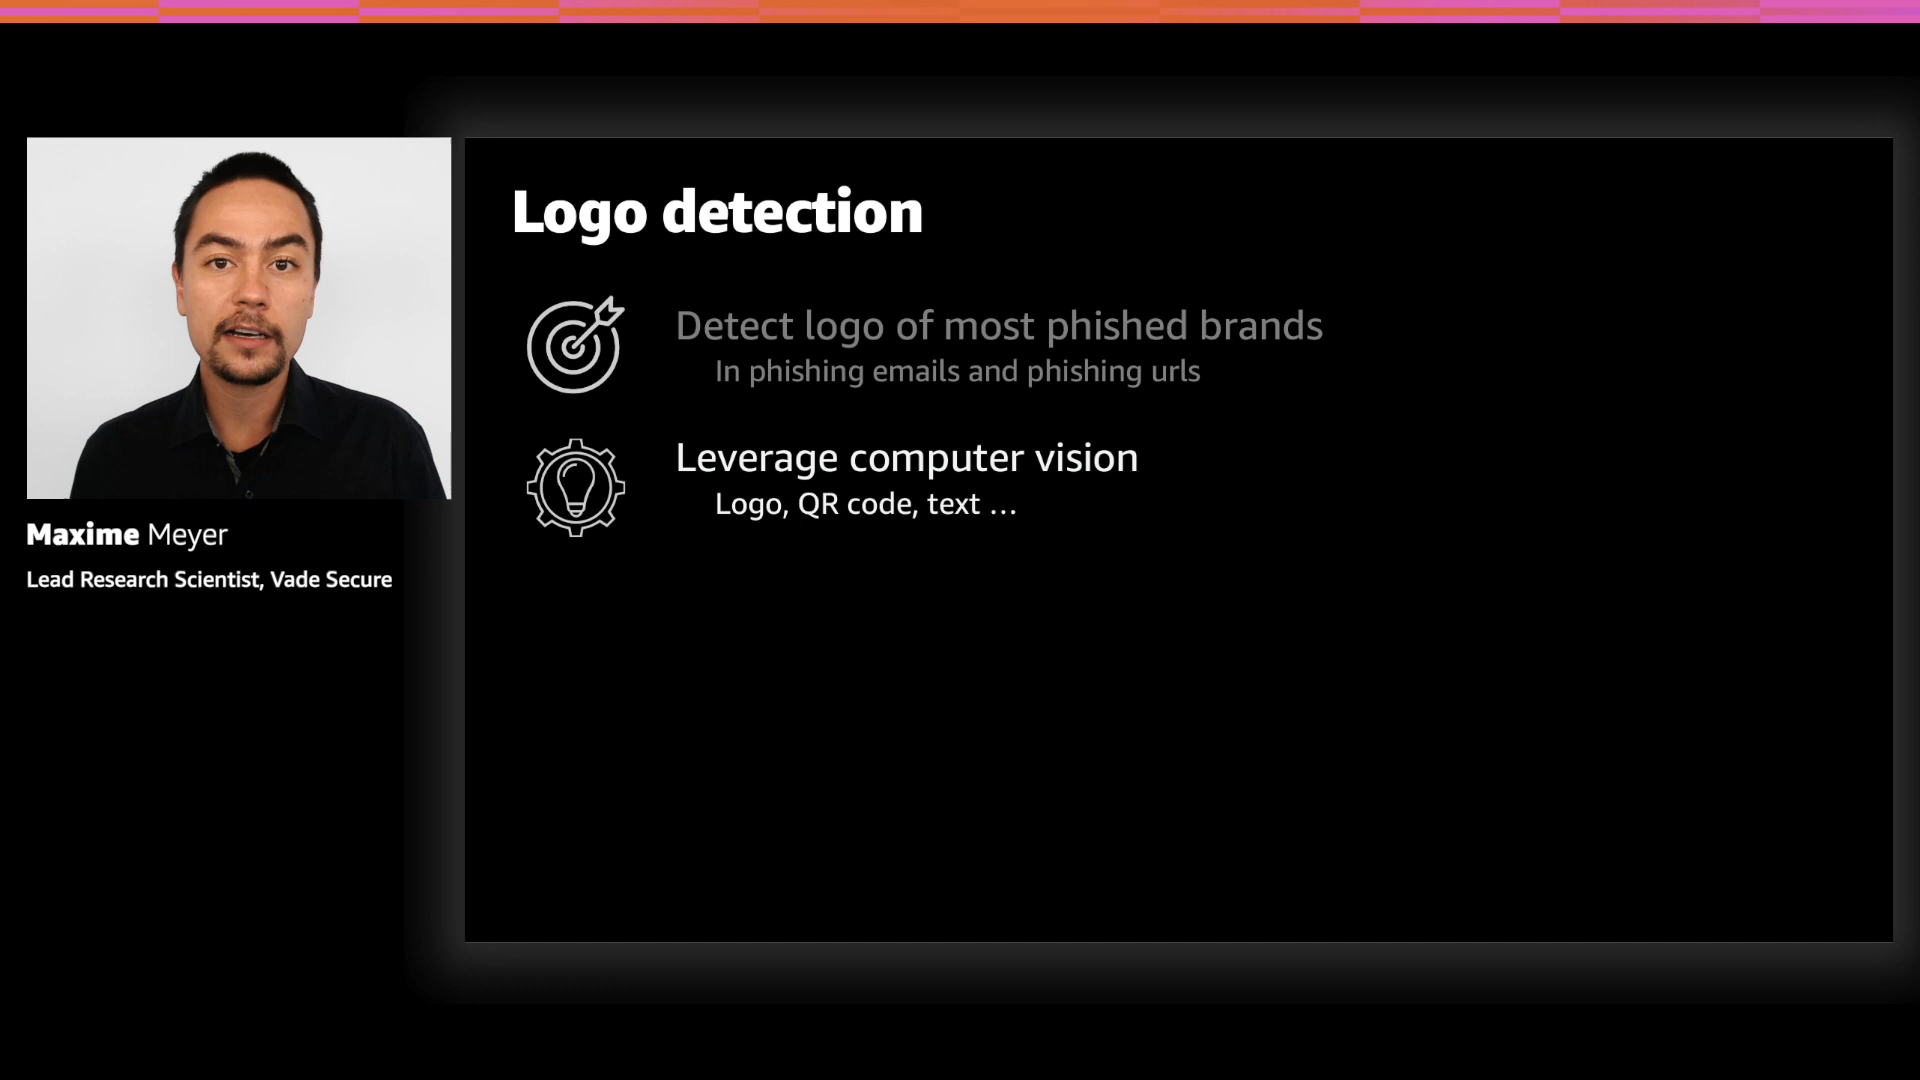 Logo detection
Detect logo of most phished brands
In phishing emails and phishing urls
Leverage computer vision
Logo, QR code, text …
Maxime Meyer
Lead Research Scientist, Vade Secure